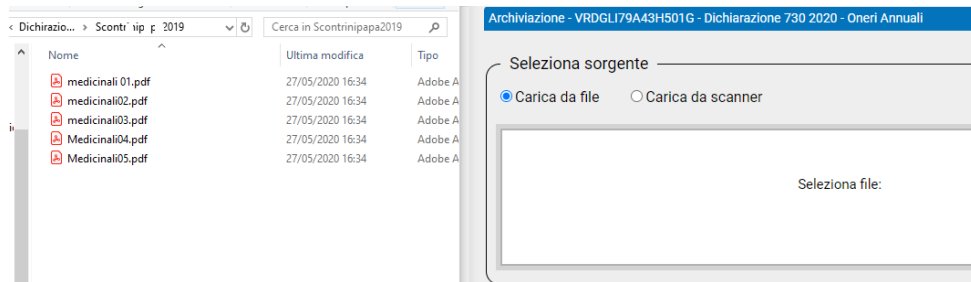 Dichirazio... > Scont
2019
Cerca in Scontrinipapa2019
Nome
Ultima modifica
Tipo
medicinali 01.pdf 27/05/2020 16:34 Adobe A
medicinali02.pdf 27/05/2020 16:34 Adobe A
medicinali03.pdf 27/05/2020 16:34 Adobe A
Medicinali04.pdf 27/05/2020 16:34 Adobe A
Medicinali05.pdf 27/05/2020 16:34 Adobe A
Archiviazione - VRDGLI79A43H501G - Dichiarazione 730 2020 - Oneri Annuali
Seleziona sorgente
Carica da file
Carica da scanner
Seleziona file: